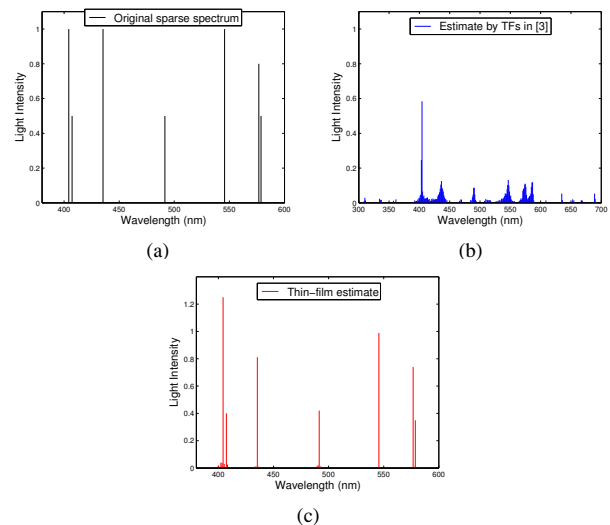 Original sparse spectrum
1
0.8
0.6
0.4
0.2
0
400 450 500 550 600
Light Intensity
Wavelength (nm)
(a)
Estimate by TFs in [3]
1
0.8
0.6
0.4
0.2
0
300 350 400 450 500 550 600 650 700
Light Intensity
Wavelength (nm)
(b)
Thin−film estimate
1.2
1
0.8
0.6
0.4
0.2
0
400 450 500 550 600
Light Intensity
Wavelength (nm)
(c)